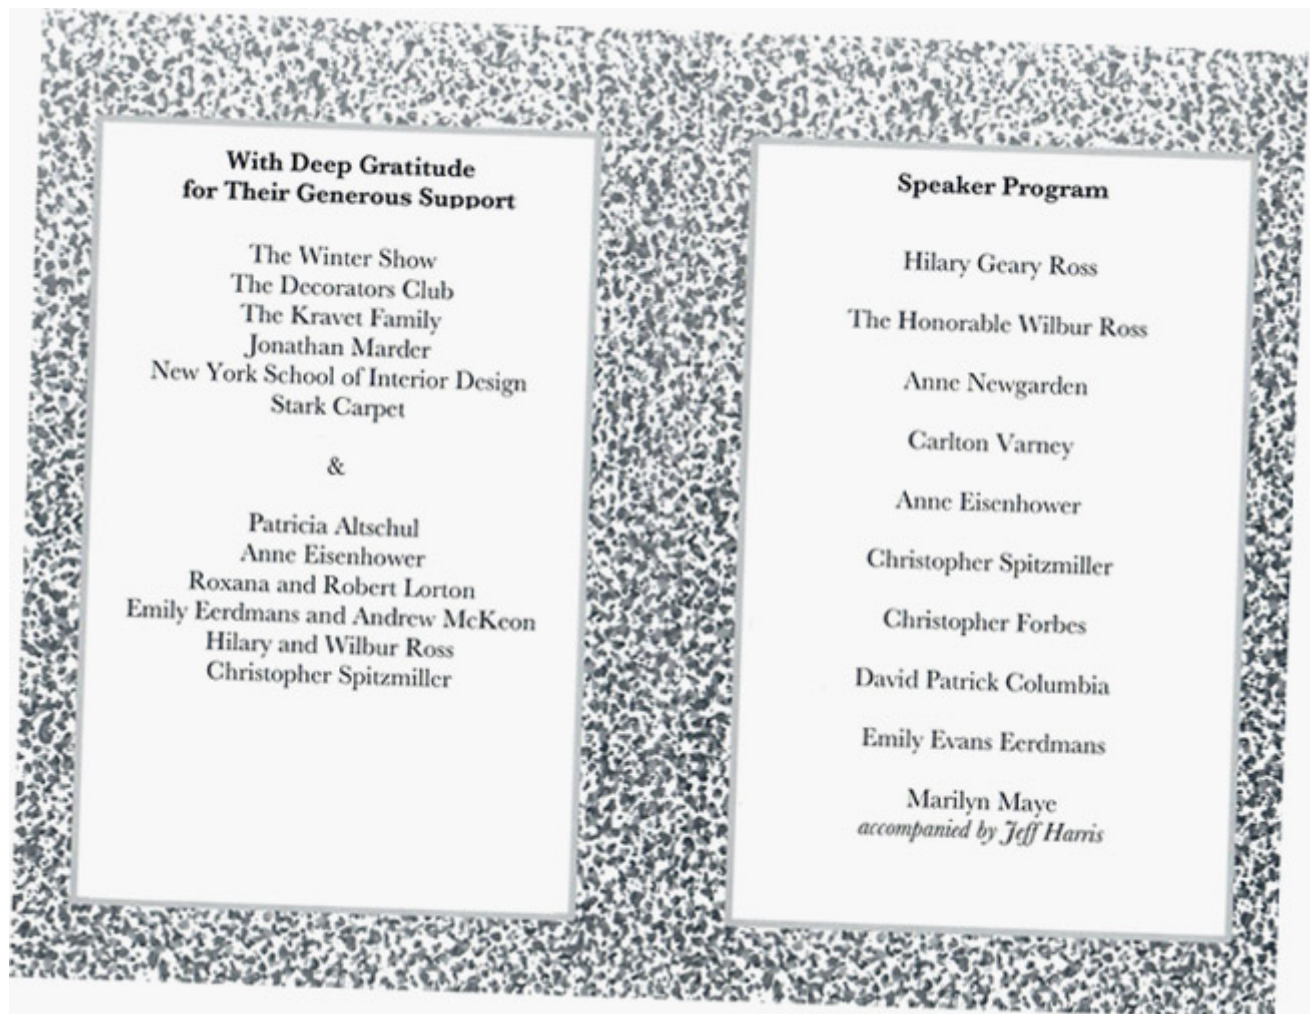 With Deep Gratitude
for Their Generous Support
The Winter Show
The Decorators Club
The Kravet Family
Jonathan Marder
New York School of Interior Design
Stark Carpet
&
Patricia Altschul
Anne Eisenhower
Roxana and Robert Lorton
Emily Eerdmans and Andrew McKeon
Hilary and Wilbur Ross
Christopher Spitzmiller
Speaker Program
Hilary Geary Ross
The Honorable Wilbur Ross
Anne Newgarden
Carlton Varney
Anne Eisenhower
Christopher Spitzmiller
Christopher Forbes
David Patrick Columbia
Emily Evans Eerdmans
Marilyn Maye
accompanied by Jeff Harris